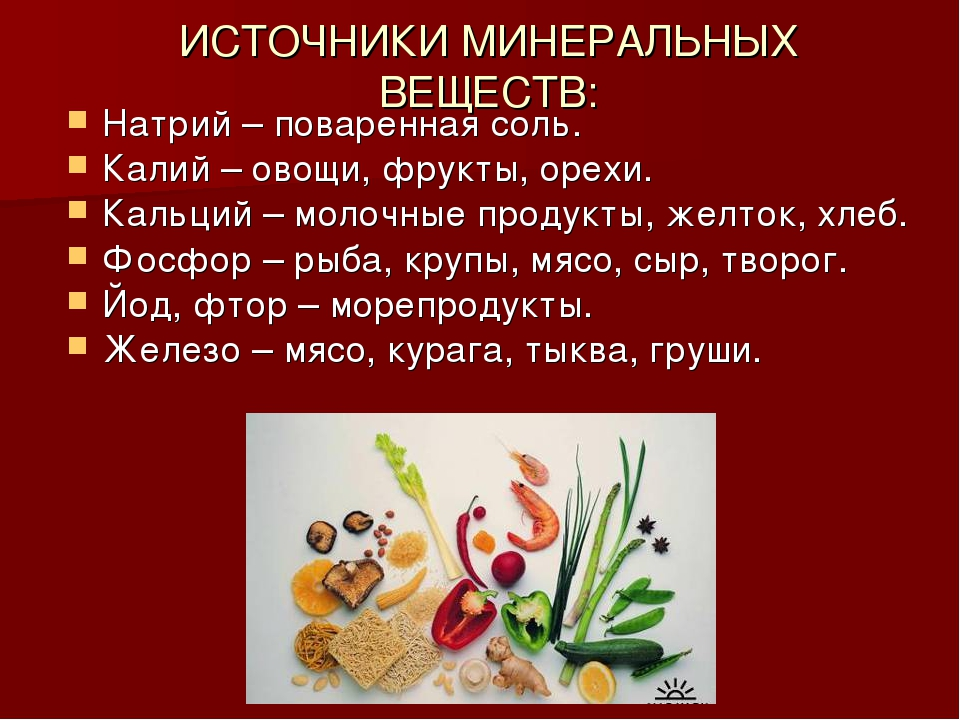 ИСТОЧНИКИ МИНЕРАЛЬНЫХ
ВЕЩЕСТВ:
Натрий – поваренная соль.
Калий – овощи, фрукты, орехи.
Кальций – молочные продукты, желток, хлеб.
Фосфор – рыба, крупы, мясо, сыр, творог.
Йод, фтор – морепродукты.
Железо – мясо, курага, тыква, груши.